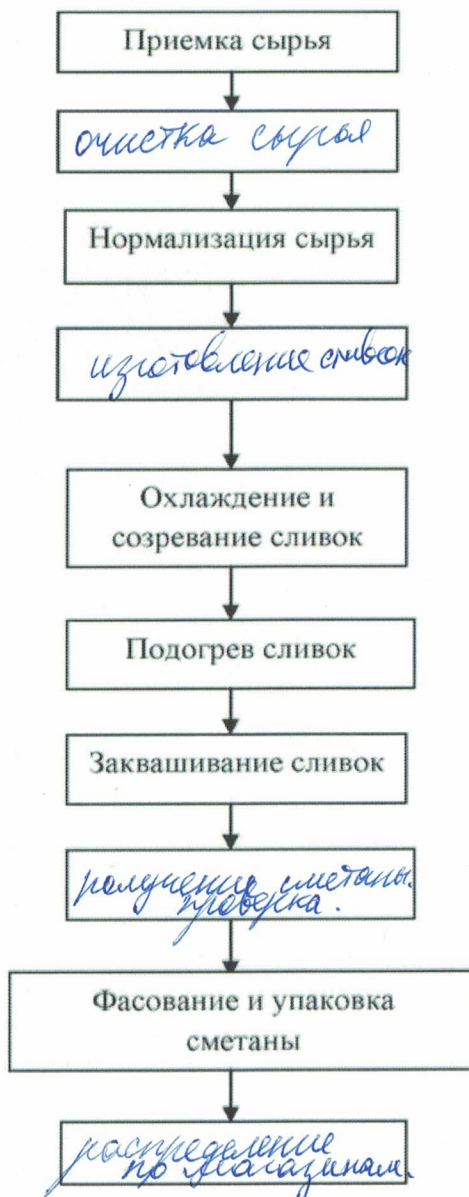 Приемка сырья
очистка сырья
Нормализация сырья
изготовление сливок
Охлаждение и
созревание сливок
Подогрев сливок
Заквашивание сливок
получение сметаны.
проверка.
Фасование и упаковка
сметаны
распределение
по магазинам.